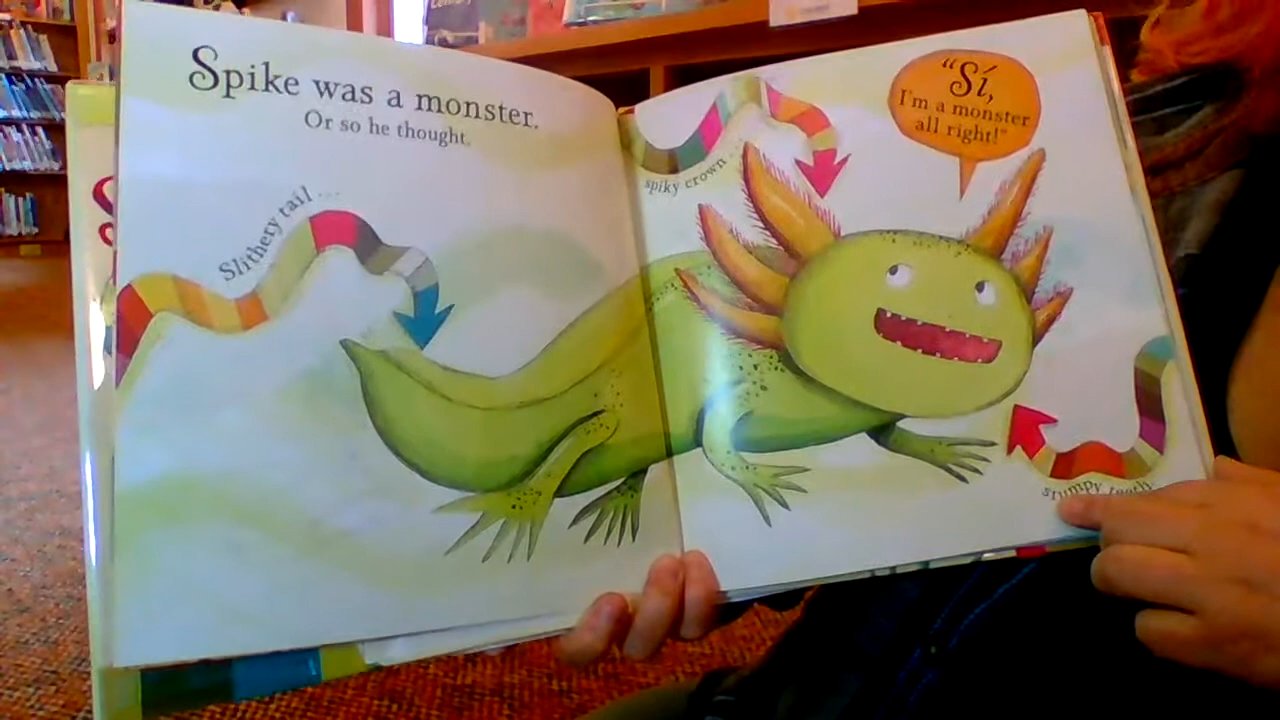 Spike was a monster.
Or so he thought.
Slithery tail ...
spiky crown ...
"Sí,
I'm a monster
all right!"
stumpy teeth